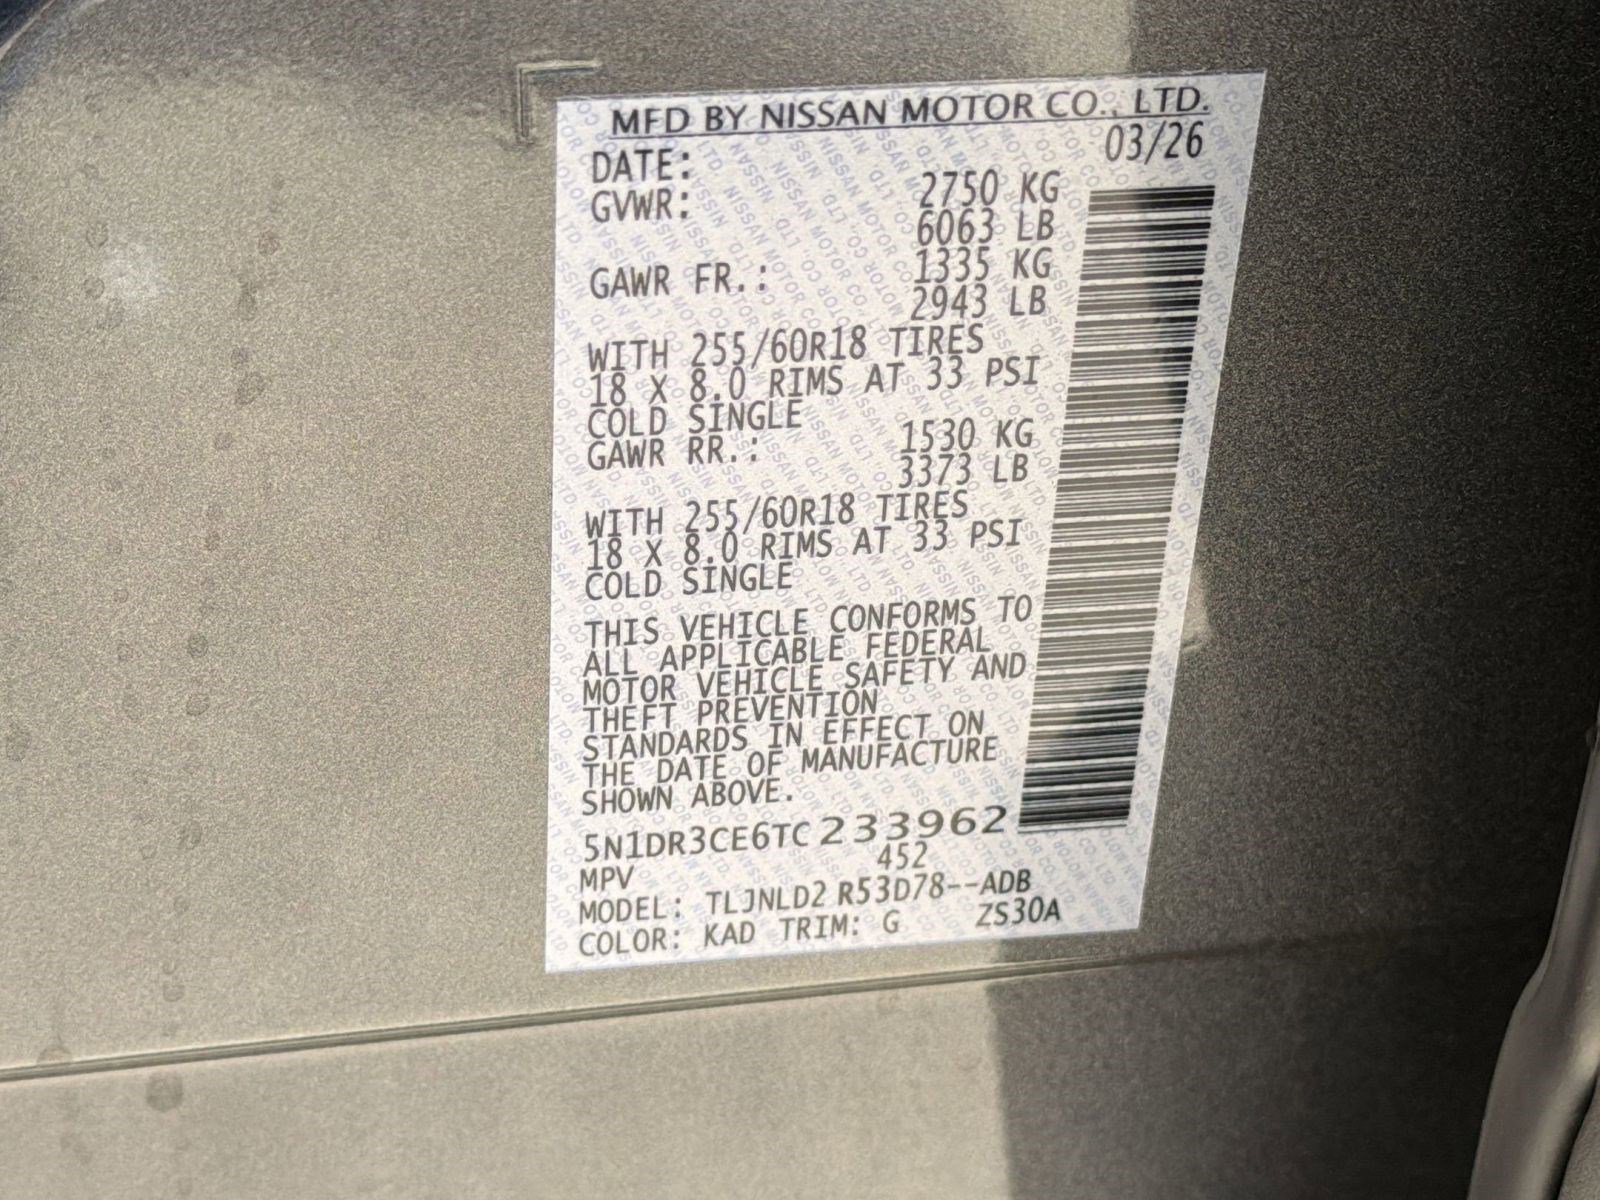 MFD BY NISSAN MOTOR CO., LTD.
DATE: 03/26
GVWR: 2750 KG
6063 LB
GAWR FR.: 1335 KG
2943 LB
WITH 255/60R18 TIRES
18 X 8.0 RIMS AT 33 PSI
COLD SINGLE
GAWR RR.: 1530 KG
3373 LB
WITH 255/60R18 TIRES
18 X 8.0 RIMS AT 33 PSI
COLD SINGLE
THIS VEHICLE CONFORMS TO
ALL APPLICABLE FEDERAL
MOTOR VEHICLE SAFETY AND
THEFT PREVENTION
STANDARDS IN EFFECT ON
THE DATE OF MANUFACTURE
SHOWN ABOVE.
5N1DR3CE6TC233962
MPV 452
MODEL: TLJNLD2 R53D78--ADB
COLOR: KAD TRIM: G ZS30A